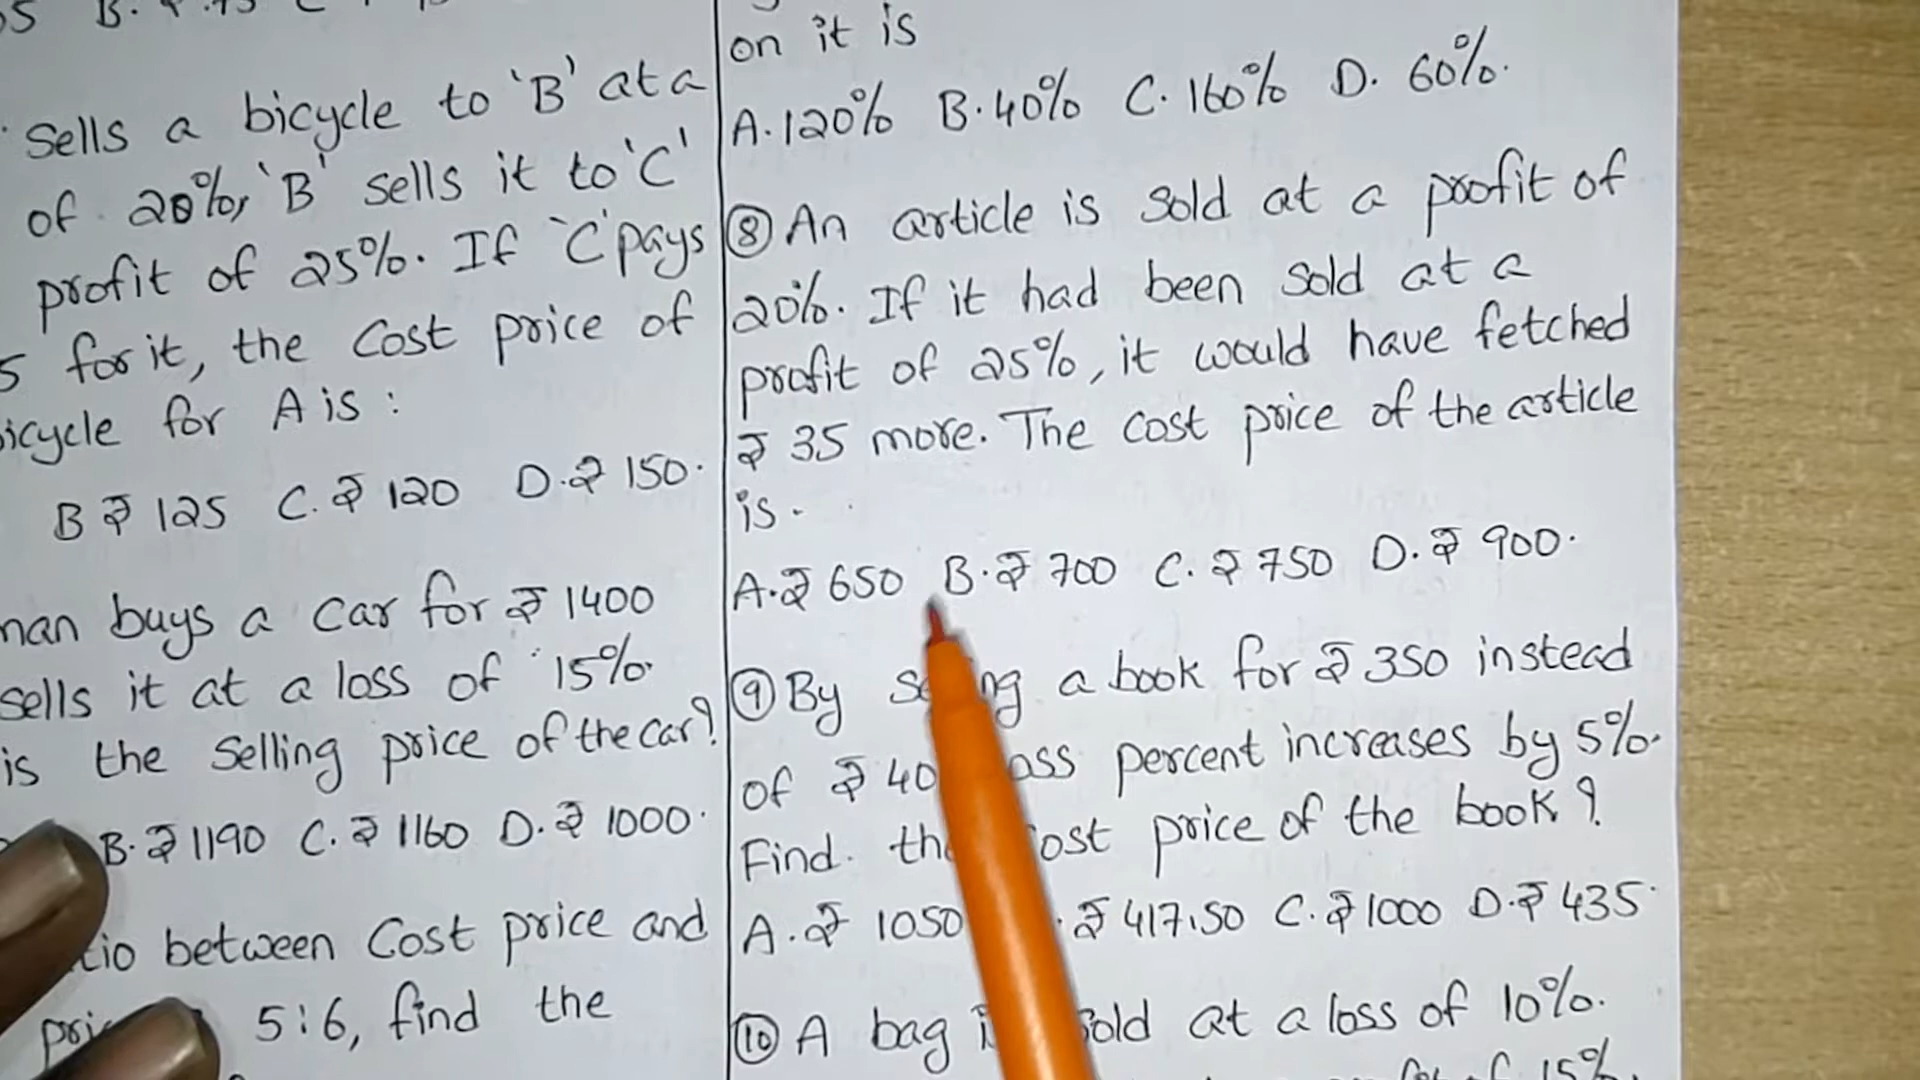 B. ₹
sells a bicycle to 'B' at a
of 20%, 'B' sells it to 'C'
profit of 25%. If 'C' pays
5 for it, the cost price of
icycle for A is :
B ₹ 125 C. ₹ 120 D. ₹ 150.
man buys a car for ₹ 1400
sells it at a loss of 15%.
is the selling price of the car?
B. ₹ 1190 C. ₹ 1160 D. ₹ 1000.
tio between cost price and
5:6, find the
on it is
A. 120% B. 40% C. 160% D. 60%.
⑧ An article is sold at a profit of
20%. If it had been sold at a
profit of 25%, it would have fetched
₹ 35 more. The cost price of the article
is.
A. ₹ 650 B. ₹ 700 C. ₹ 750 D. ₹ 900.
⑨ By a book for ₹ 350 instead
of ₹ 40 percent increases by 5%.
Find price of the book?
A. ₹ 1050 ₹ 417.50 C. ₹ 1000 D. ₹ 435.
⑩ A bag sold at a loss of 10%.
of 15%.